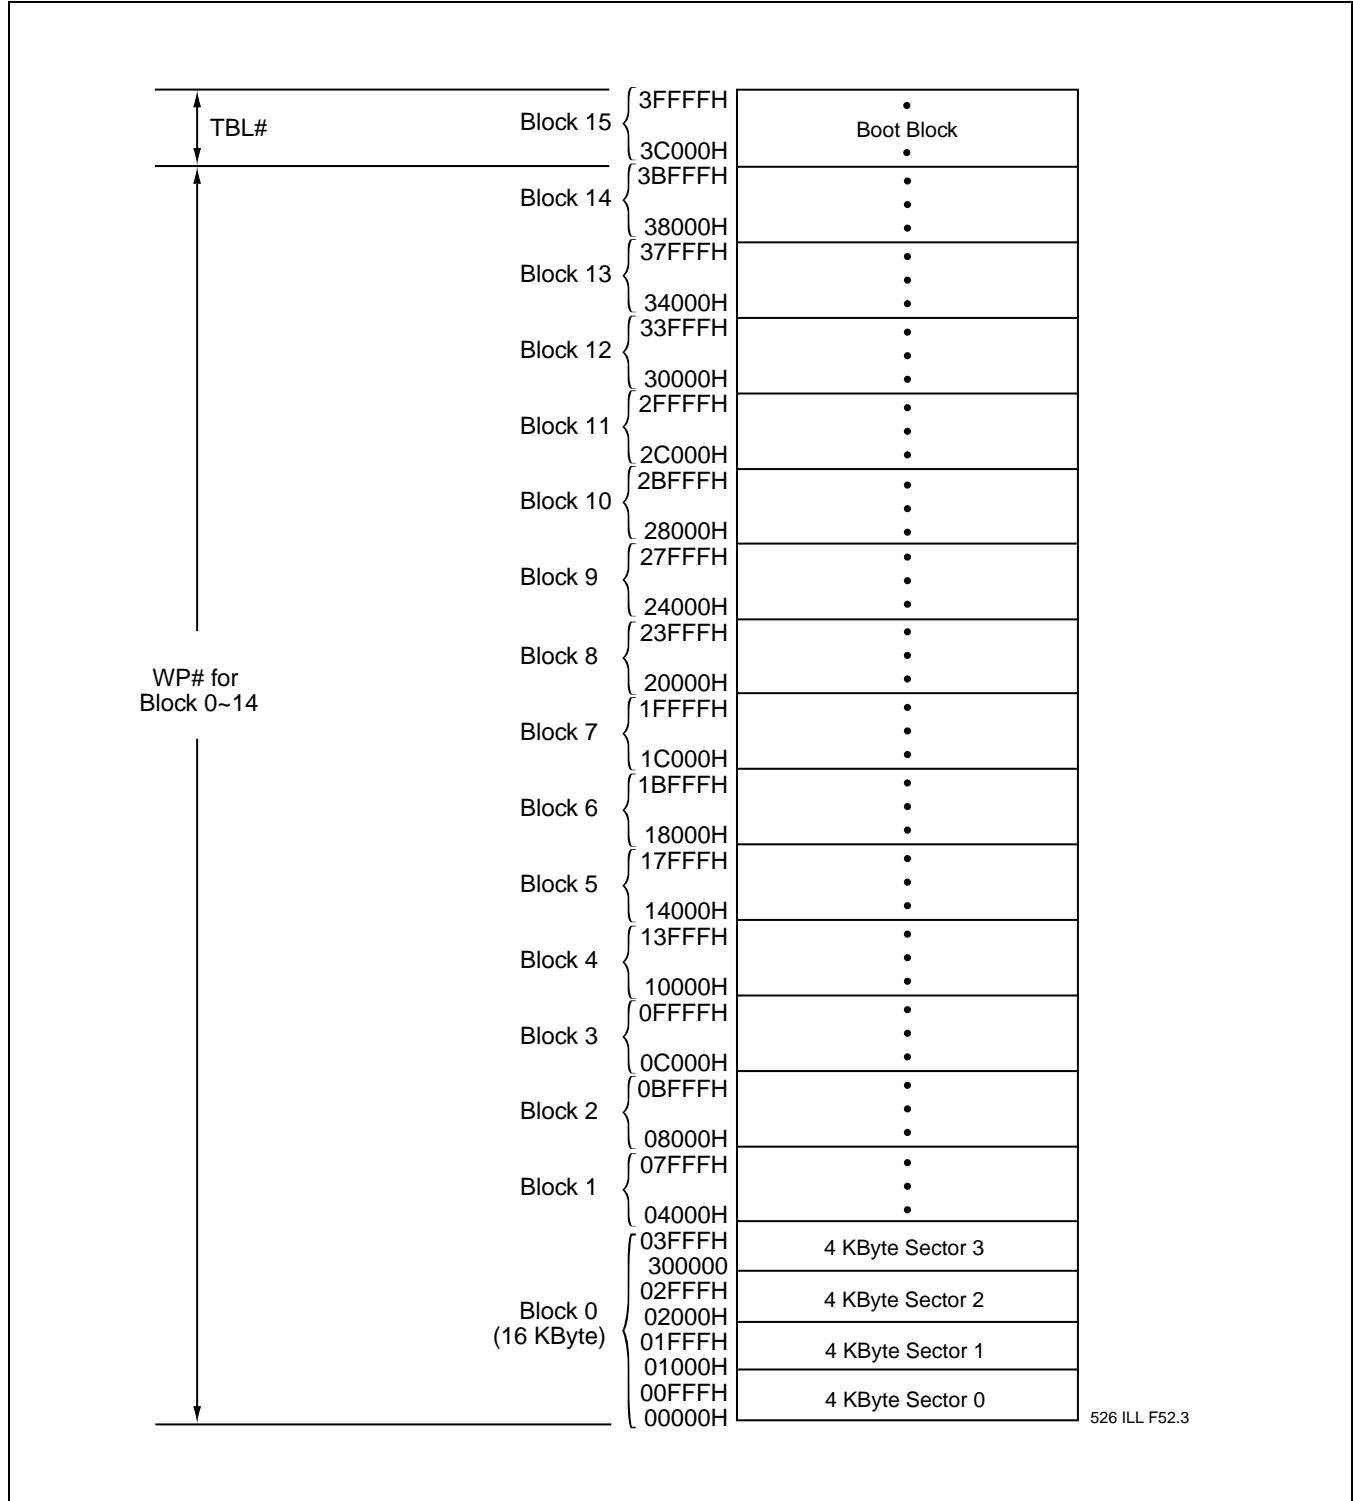 TBL#
Block 15
3FFFFH
3C000H
Boot Block
Block 14
3BFFFH
38000H
Block 13
37FFFH
34000H
Block 12
33FFFH
30000H
Block 11
2FFFFH
2C000H
Block 10
2BFFFH
28000H
Block 9
27FFFH
24000H
Block 8
23FFFH
20000H
WP# for
Block 0~14
Block 7
1FFFFH
1C000H
Block 6
1BFFFH
18000H
Block 5
17FFFH
14000H
Block 4
13FFFH
10000H
Block 3
0FFFFH
0C000H
Block 2
0BFFFH
08000H
Block 1
07FFFH
04000H
Block 0
(16 KByte)
03FFFH
300000
4 KByte Sector 3
02FFFH
02000H
4 KByte Sector 2
01FFFH
01000H
4 KByte Sector 1
00FFFH
00000H
4 KByte Sector 0
526 ILL F52.3